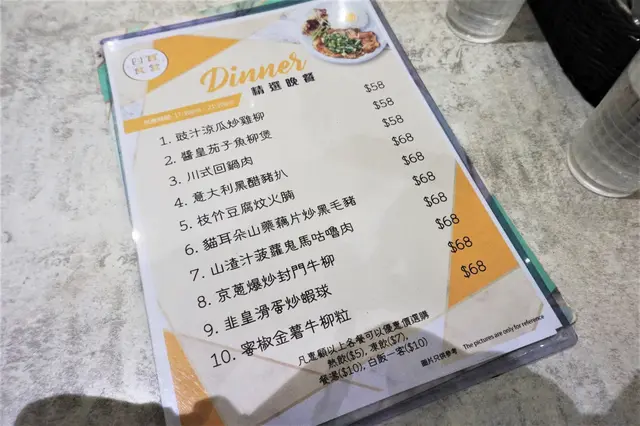 Dinner
精選晚餐
1. 豉汁涼瓜炒雞柳 $58
2. 醬皇茄子魚柳煲 $58
3. 川式回鍋肉 $58
4. 意大利黑醋豬扒 $68
5. 枝竹豆腐炆火腩 $58
6. 貓耳朵山藥藕片炒黑毛豬 $68
7. 山渣汁菠蘿鬼馬咕嚕肉 $68
8. 京蔥爆炒封門牛柳 $68
9. 韭皇滑蛋炒蝦球 $68
10. 蜜椒金薯牛柳粒 $68
凡惠顧以上各餐可以優惠價選購
熱飲($5), 凍飲($7),
餐湯($10), 白飯一客($10)
The pictures are only for reference
圖片只供參考